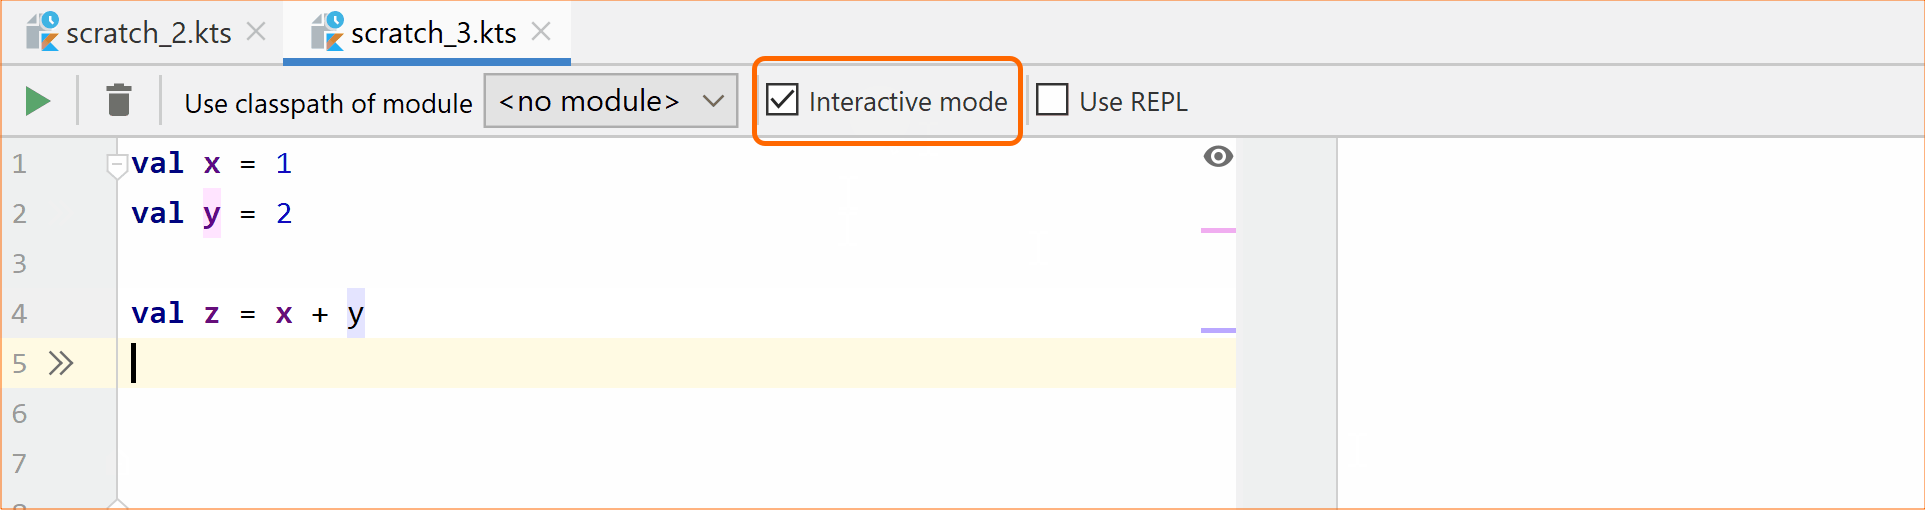 scratch_2.kts scratch_3.kts
Use classpath of module <no module> Interactive mode Use REPL
1 val x = 1
2 val y = 2
3
4 val z = x + y
5
6
7